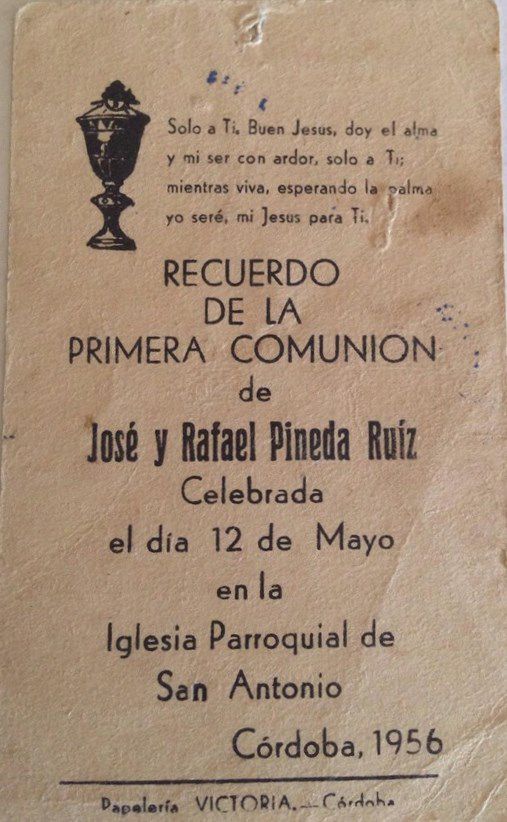 Solo a Ti, Buen Jesus, doy el alma
y mi ser con ardor, solo a Ti;
mientras viva, esperando la palma
yo seré, mi Jesus para Ti.
RECUERDO
DE LA
PRIMERA COMUNION
de
José y Rafael Pineda Ruíz
Celebrada
el día 12 de Mayo
en la
Iglesia Parroquial de
San Antonio
Córdoba, 1956
Papelería VICTORIA.—Córdoba